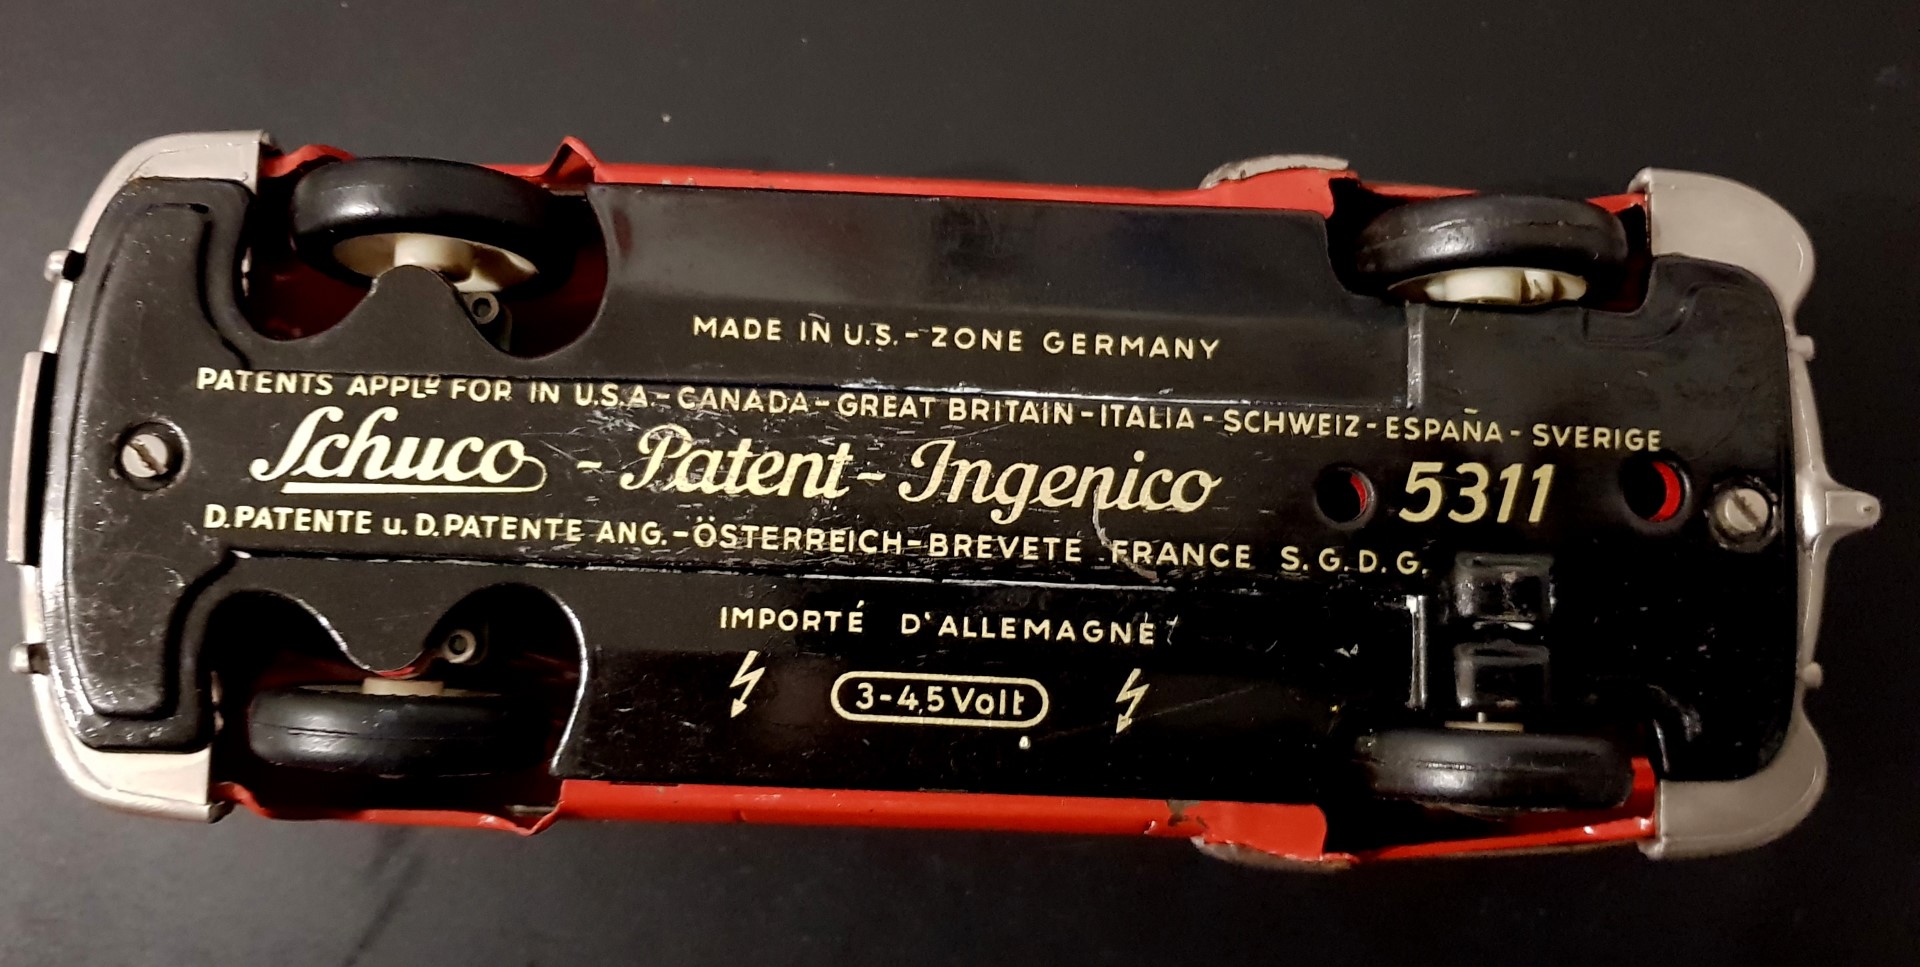 MADE IN U.S.-ZONE GERMANY
PATENTS APPLD FOR IN U.S.A-CANADA-GREAT BRITAIN-ITALIA-SCHWEIZ-ESPAÑA-SVERIGE
Schuco - Patent-Ingenico 5311
D.PATENTE u. D.PATENTE ANG.-ÖSTERREICH-BREVETE FRANCE S.G.D.G.
IMPORTÉ D'ALLEMAGNE
3-4,5 Volt